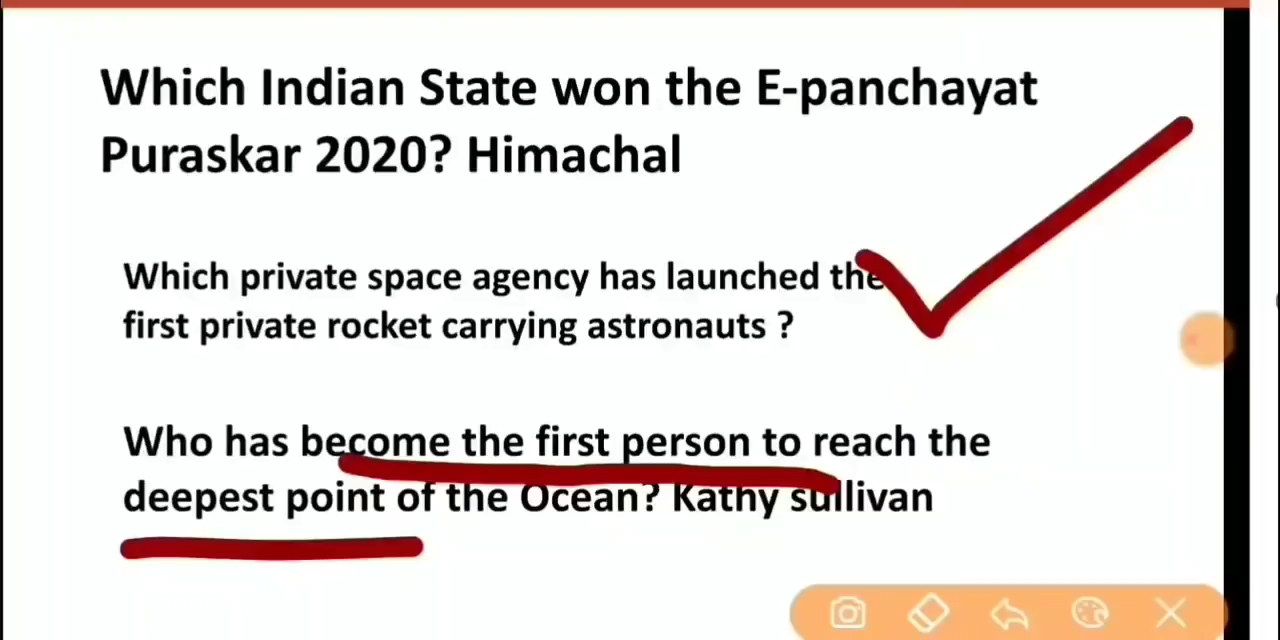 Which Indian State won the E-panchayat
Puraskar 2020? Himachal
Which private space agency has launched the
first private rocket carrying astronauts ?
Who has become the first person to reach the
deepest point of the Ocean? Kathy sullivan